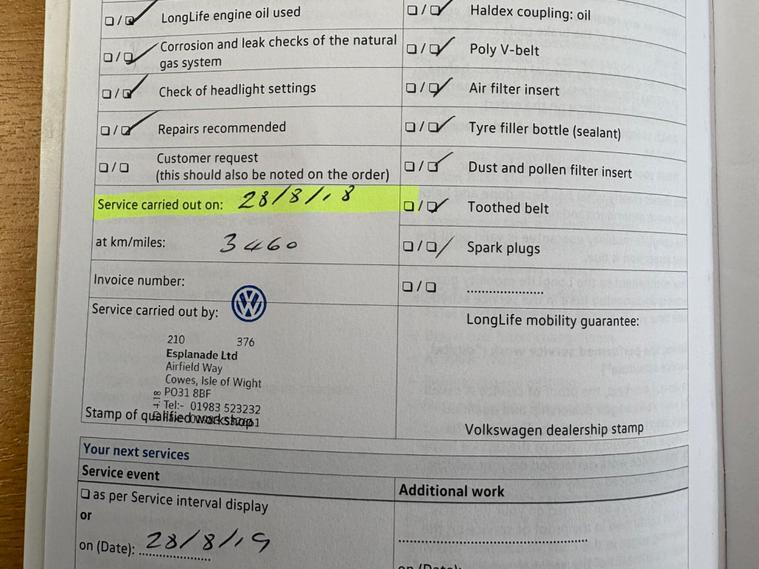 ☐ / ☑ LongLife engine oil used
☐ / ☑ Corrosion and leak checks of the natural
gas system
☐ / ☑ Check of headlight settings
☐ / ☑ Repairs recommended
☐ / ☐ Customer request
(this should also be noted on the order)
Service carried out on: 28/8/18
at km/miles: 3460
Invoice number:
Service carried out by:
210 376
Esplanade Ltd
Airfield Way
Cowes, Isle of Wight
PO31 8BF
Tel:- 01983 523232
Stamp of qualified workshop
☐ / ☑ Haldex coupling: oil
☐ / ☑ Poly V-belt
☐ / ☑ Air filter insert
☐ / ☑ Tyre filler bottle (sealant)
☐ / ☑ Dust and pollen filter insert
☐ / ☑ Toothed belt
☐ / ☑ Spark plugs
☐ / ☐ ......................
LongLife mobility guarantee:
Volkswagen dealership stamp
Your next services
Service event
☐ as per Service interval display
or
on (Date): 28/8/19
Additional work
on (Date):